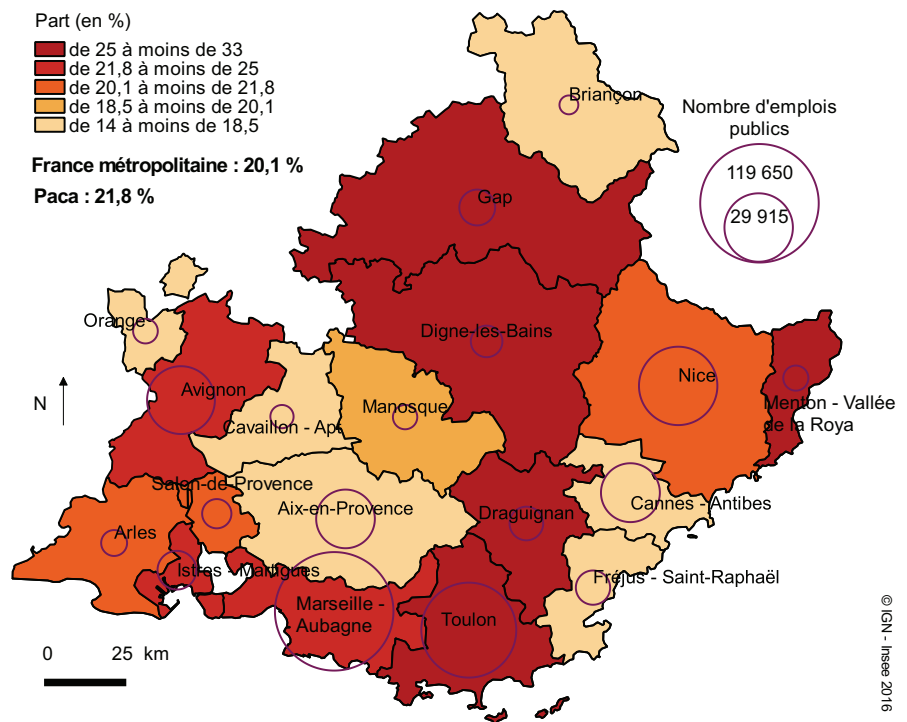 Part (en %)
de 25 à moins de 33
de 21,8 à moins de 25
de 20,1 à moins de 21,8
de 18,5 à moins de 20,1
de 14 à moins de 18,5
France métropolitaine : 20,1 %
Paca : 21,8 %
Nombre d'emplois
publics
119 650
29 915
Briançon
Gap
Orange
Digne-les-Bains
Avignon
Nice
N
Manosque
Menton - Vallée
de la Roya
Cavaillon - Apt
Salon-de-Provence
Aix-en-Provence
Draguignan
Cannes - Antibes
Arles
Istres - Martigues
Fréjus - Saint-Raphaël
Marseille -
Aubagne
Toulon
0 25 km
© IGN - Insee 2016